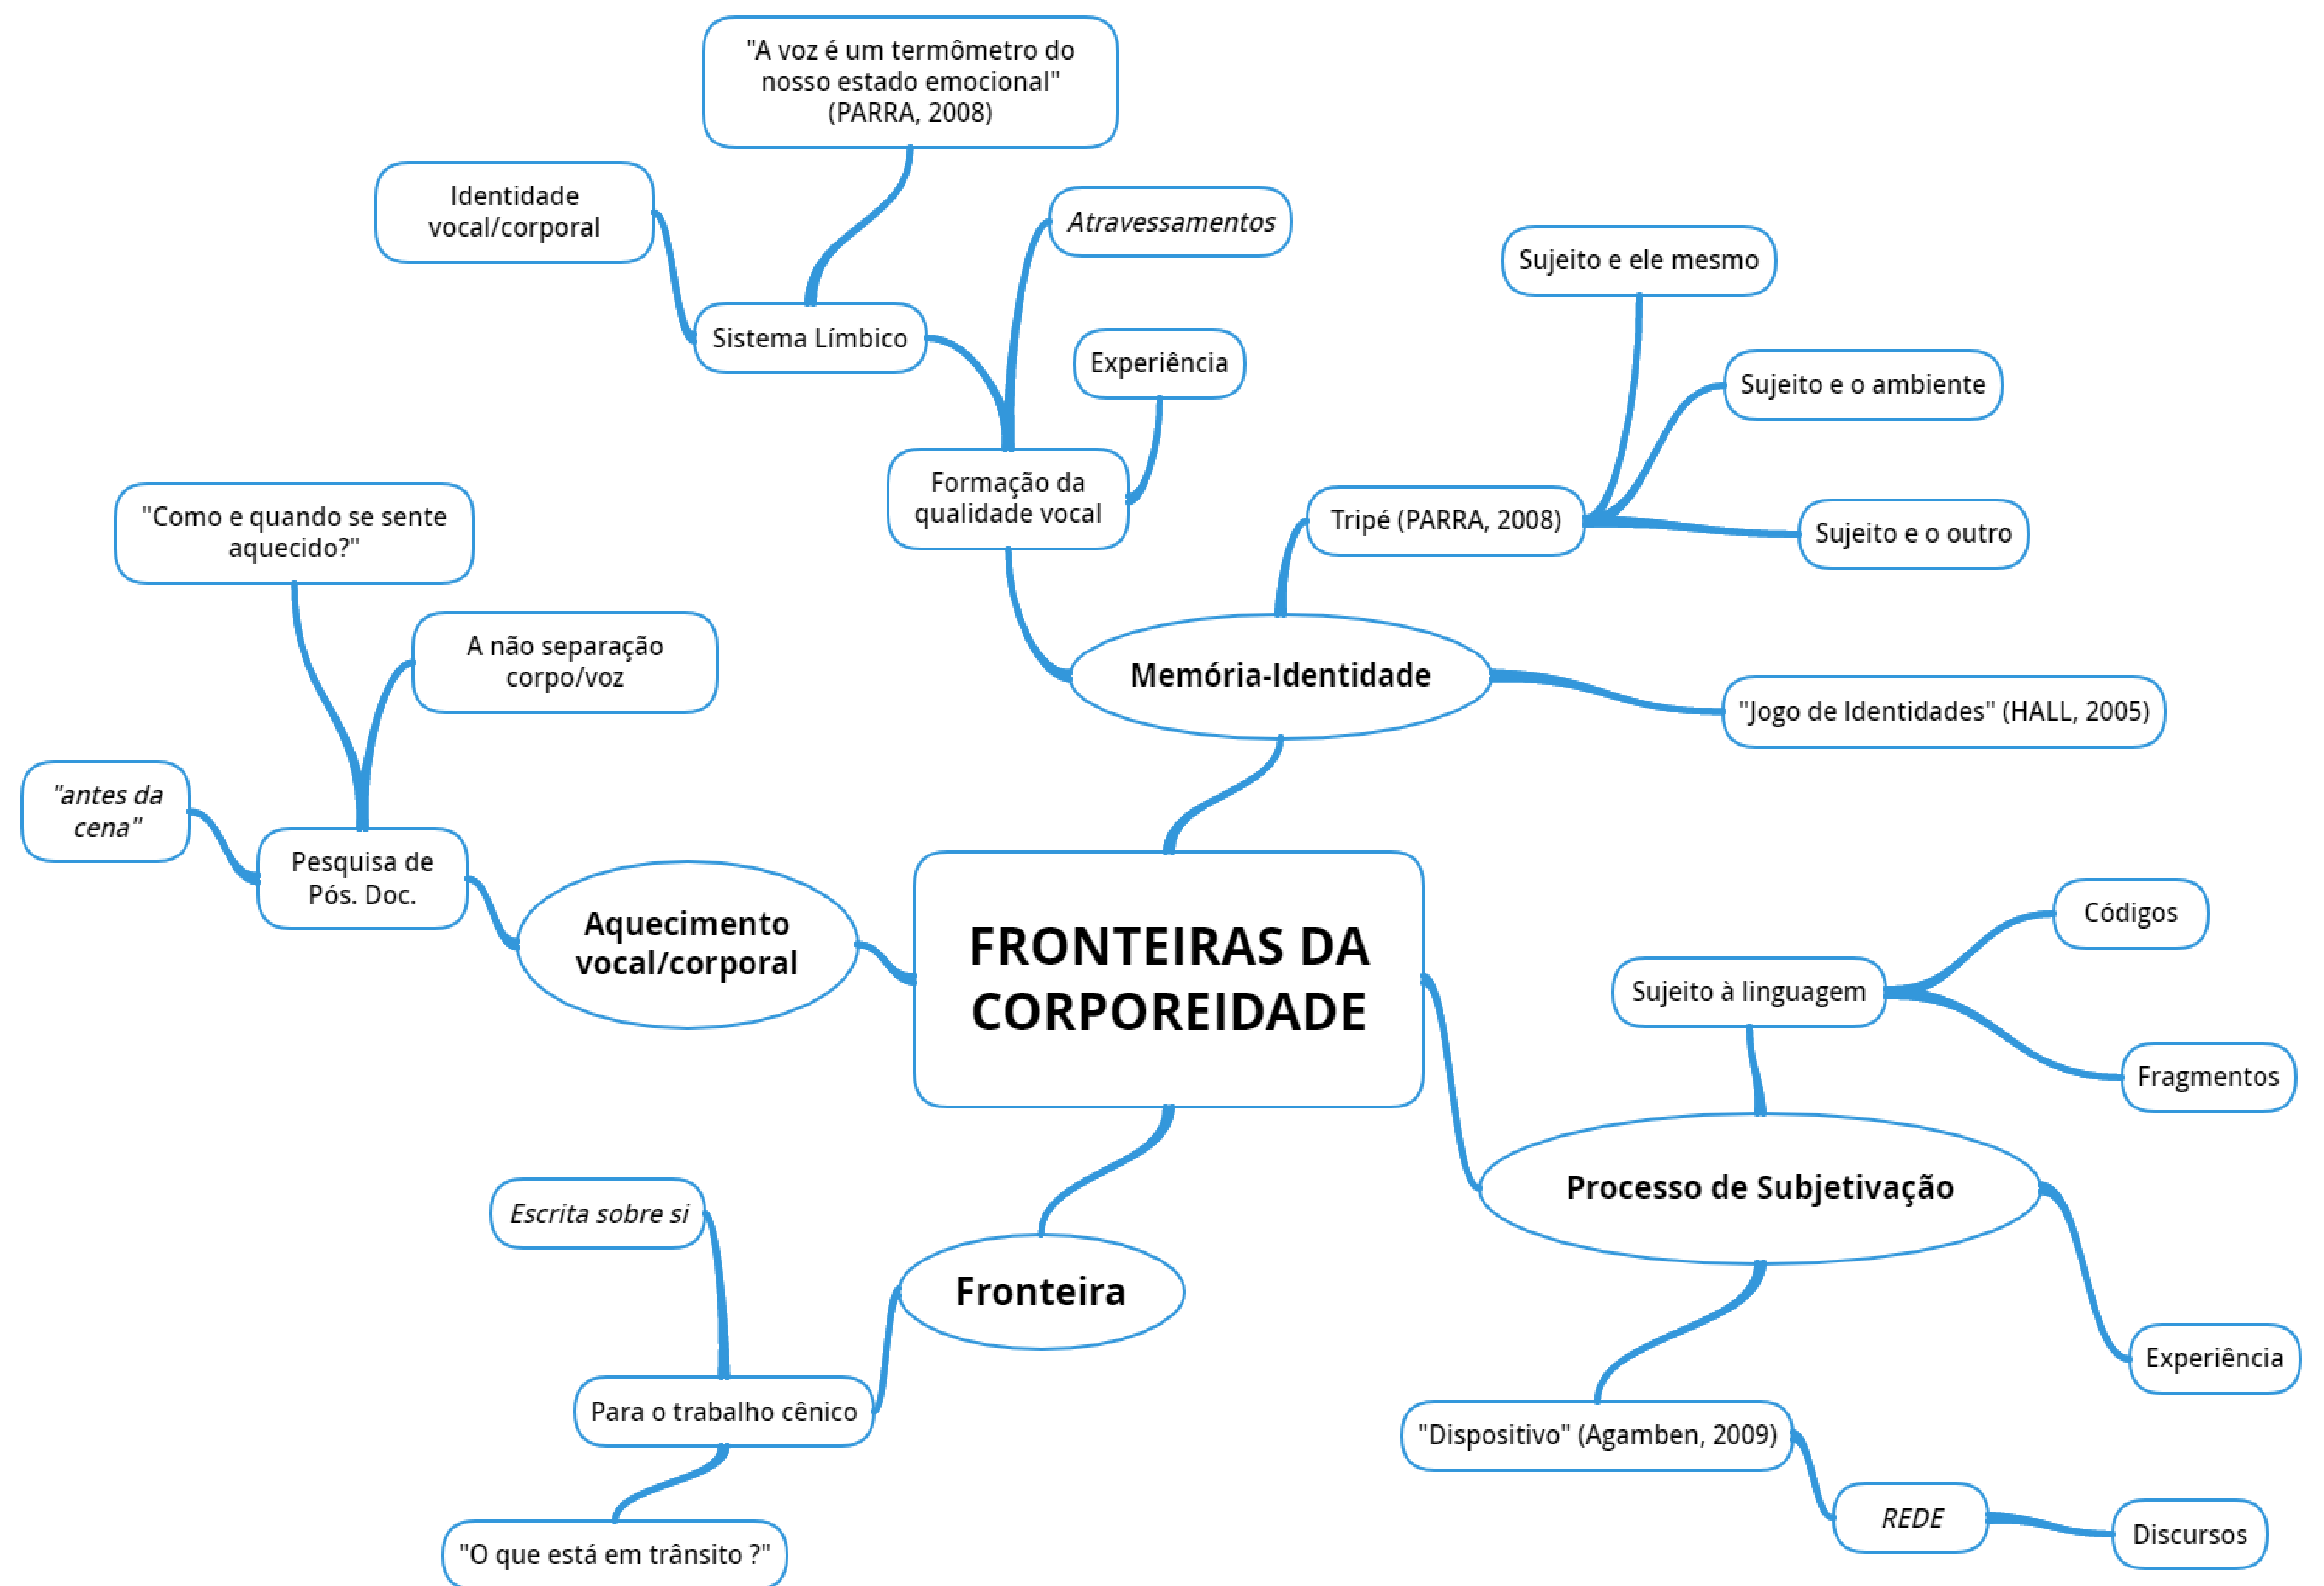 "A voz é um termômetro do
nosso estado emocional"
(PARRA, 2008)
Identidade
vocal/corporal
Atravessamentos
Sistema Límbico
Experiência
Sujeito e ele mesmo
Sujeito e o ambiente
Formação da
qualidade vocal
Tripé (PARRA, 2008)
Sujeito e o outro
"Como e quando se sente
aquecido?"
A não separação
corpo/voz
Memória-Identidade
"Jogo de Identidades" (HALL, 2005)
"antes da
cena"
Pesquisa de
Pós. Doc.
Aquecimento
vocal/corporal
FRONTEIRAS DA
CORPOREIDADE
Códigos
Sujeito à linguagem
Fragmentos
Processo de Subjetivação
Escrita sobre si
Fronteira
Experiência
Para o trabalho cênico
"Dispositivo" (Agamben, 2009)
REDE
Discursos
"O que está em trânsito ?"